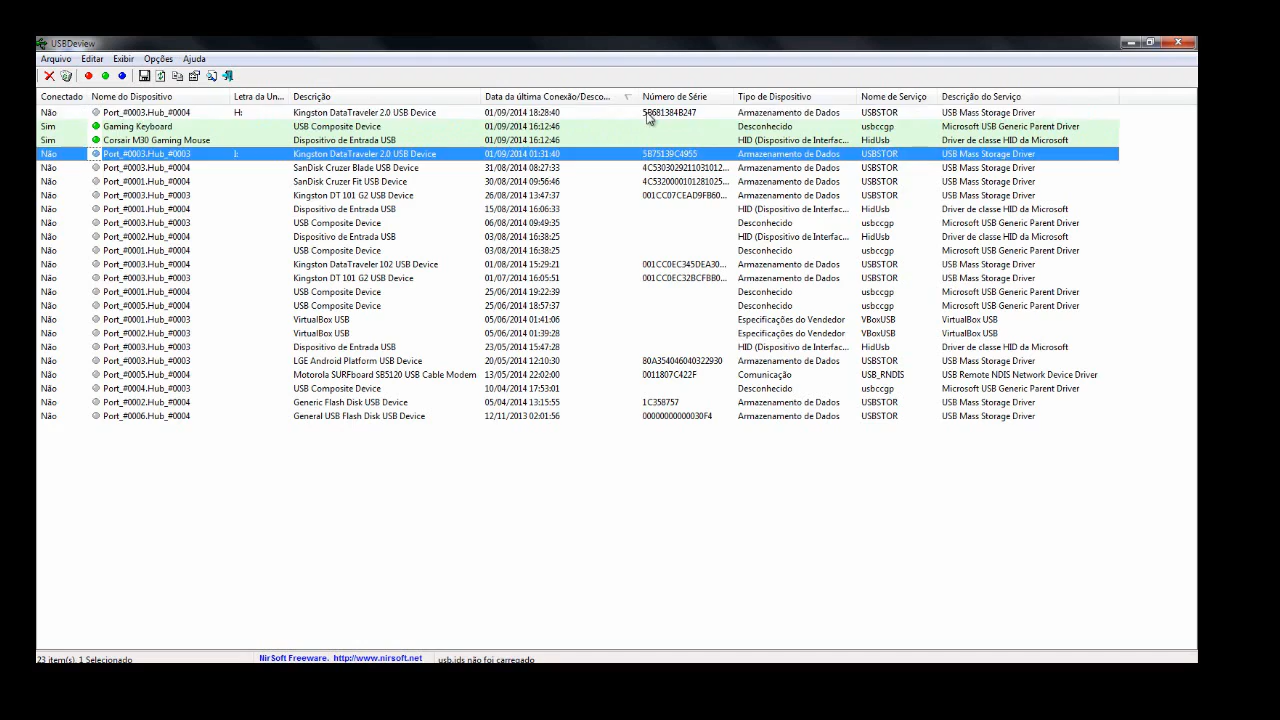 USBDeview
Arquivo Editar Exibir Opções Ajuda
Conectado Nome do Dispositivo Letra da Un... Descrição Data da última Conexão/Desco... Número de Série Tipo de Dispositivo Nome de Serviço Descrição do Serviço
Não Port_#0003.Hub_#0004 H: Kingston DataTraveler 2.0 USB Device 01/09/2014 18:28:40 5B681384B247 Armazenamento de Dados USBSTOR USB Mass Storage Driver
Sim Gaming Keyboard USB Composite Device 01/09/2014 16:12:46 Desconhecido usbccgp Microsoft USB Generic Parent Driver
Sim Corsair M30 Gaming Mouse Dispositivo de Entrada USB 01/09/2014 16:12:46 HID (Dispositivo de Interfac... HidUsb Driver de classe HID da Microsoft
Não Port_#0003.Hub_#0003 I: Kingston DataTraveler 2.0 USB Device 01/09/2014 01:31:40 5B75139C4955 Armazenamento de Dados USBSTOR USB Mass Storage Driver
Não Port_#0003.Hub_#0004 SanDisk Cruzer Blade USB Device 31/08/2014 08:27:33 4C5303029211031012... Armazenamento de Dados USBSTOR USB Mass Storage Driver
Não Port_#0001.Hub_#0004 SanDisk Cruzer Fit USB Device 30/08/2014 09:56:46 4C5320000101281025... Armazenamento de Dados USBSTOR USB Mass Storage Driver
Não Port_#0003.Hub_#0004 Kingston DT 101 G2 USB Device 26/08/2014 13:47:37 001CC07CEAD9FB60... Armazenamento de Dados USBSTOR USB Mass Storage Driver
Não Port_#0001.Hub_#0004 Dispositivo de Entrada USB 15/08/2014 16:06:33 HID (Dispositivo de Interfac... HidUsb Driver de classe HID da Microsoft
Não Port_#0003.Hub_#0003 USB Composite Device 06/08/2014 09:49:35 Desconhecido usbccgp Microsoft USB Generic Parent Driver
Não Port_#0002.Hub_#0004 Dispositivo de Entrada USB 03/08/2014 16:38:25 HID (Dispositivo de Interfac... HidUsb Driver de classe HID da Microsoft
Não Port_#0001.Hub_#0004 USB Composite Device 03/08/2014 16:38:25 Desconhecido usbccgp Microsoft USB Generic Parent Driver
Não Port_#0003.Hub_#0004 Kingston DataTraveler 102 USB Device 01/08/2014 15:29:21 001CC0EC345DEA30... Armazenamento de Dados USBSTOR USB Mass Storage Driver
Não Port_#0003.Hub_#0003 Kingston DT 101 G2 USB Device 01/07/2014 16:05:51 001CC0EC32BCFBB0... Armazenamento de Dados USBSTOR USB Mass Storage Driver
Não Port_#0001.Hub_#0004 USB Composite Device 25/06/2014 19:22:39 Desconhecido usbccgp Microsoft USB Generic Parent Driver
Não Port_#0005.Hub_#0004 USB Composite Device 25/06/2014 18:57:37 Desconhecido usbccgp Microsoft USB Generic Parent Driver
Não Port_#0001.Hub_#0003 VirtualBox USB 05/06/2014 01:41:06 Especificações do Vendedor VBoxUSB VirtualBox USB
Não Port_#0002.Hub_#0003 VirtualBox USB 05/06/2014 01:39:28 Especificações do Vendedor VBoxUSB VirtualBox USB
Não Port_#0003.Hub_#0003 Dispositivo de Entrada USB 23/05/2014 15:47:28 HID (Dispositivo de Interfac... HidUsb Driver de classe HID da Microsoft
Não Port_#0003.Hub_#0004 LGE Android Platform USB Device 20/05/2014 12:10:30 80A354046040322930 Armazenamento de Dados USBSTOR USB Mass Storage Driver
Não Port_#0005.Hub_#0004 Motorola SURFboard SB5120 USB Cable Modem 13/05/2014 22:02:00 0011807C422F Comunicação USB_RNDIS USB Remote NDIS Network Device Driver
Não Port_#0004.Hub_#0004 USB Composite Device 10/04/2014 17:53:01 Desconhecido usbccgp Microsoft USB Generic Parent Driver
Não Port_#0002.Hub_#0004 Generic Flash Disk USB Device 05/04/2014 13:15:55 1C358757 Armazenamento de Dados USBSTOR USB Mass Storage Driver
Não Port_#0006.Hub_#0004 General USB Flash Disk USB Device 12/11/2013 02:01:56 00000000000030F4 Armazenamento de Dados USBSTOR USB Mass Storage Driver
23 item(s), 1 Selecionado NirSoft Freeware. http://www.nirsoft.net usb.ids não foi carregado